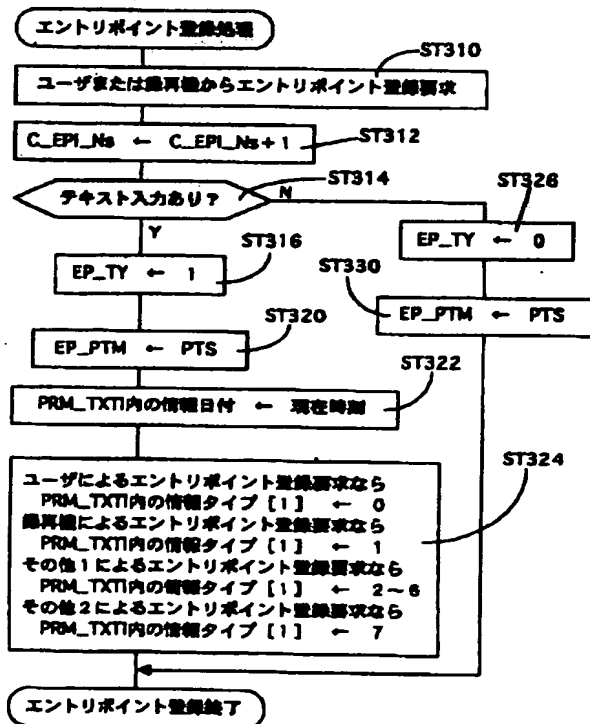 エントリポイント登録処理
ST310
ユーザまたは録再機からエントリポイント登録要求
C_EPI_Ns ← C_EPI_Ns+1
ST312
テキスト入力あり?
ST314
N
Y
ST326
EP_TY ← 0
EP_TY ← 1
ST316
ST330
EP_PTM ← PTS
ST320
EP_PTM ← PTS
ST322
PRM_TXTI内の情報日付 ← 現在時刻
ST324
ユーザによるエントリポイント登録要求なら
PRM_TXTI内の情報タイプ [1] ← 0
録再機によるエントリポイント登録要求なら
PRM_TXTI内の情報タイプ [1] ← 1
その他1によるエントリポイント登録要求なら
PRM_TXTI内の情報タイプ [1] ← 2~6
その他2によるエントリポイント登録要求なら
PRM_TXTI内の情報タイプ [1] ← 7
エントリポイント登録終了